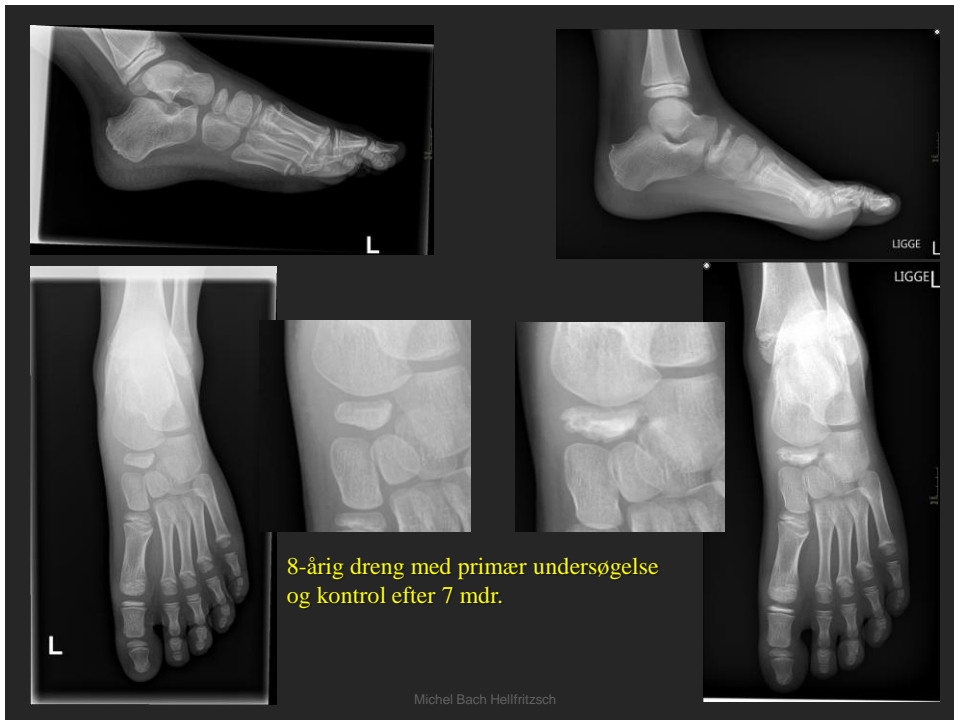 L
LIGGE L
LIGGE L
L
8-årig dreng med primær undersøgelse
og kontrol efter 7 mdr.
Michel Bach Hellfritzsch